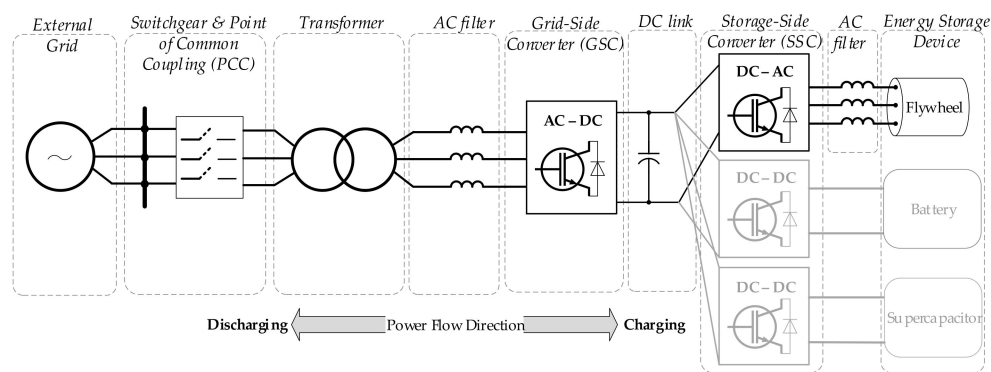 External
Grid
Switchgear & Point
of Common
Coupling (PCC)
Transformer
AC filter
Grid-Side
Converter (GSC)
DC link
Storage-Side
Converter (SSC)
AC
filter
Energy Storage
Device
AC – DC
DC – AC
Flywheel
DC – DC
Battery
DC – DC
Supercapacitor
Discharging
Power Flow Direction
Charging